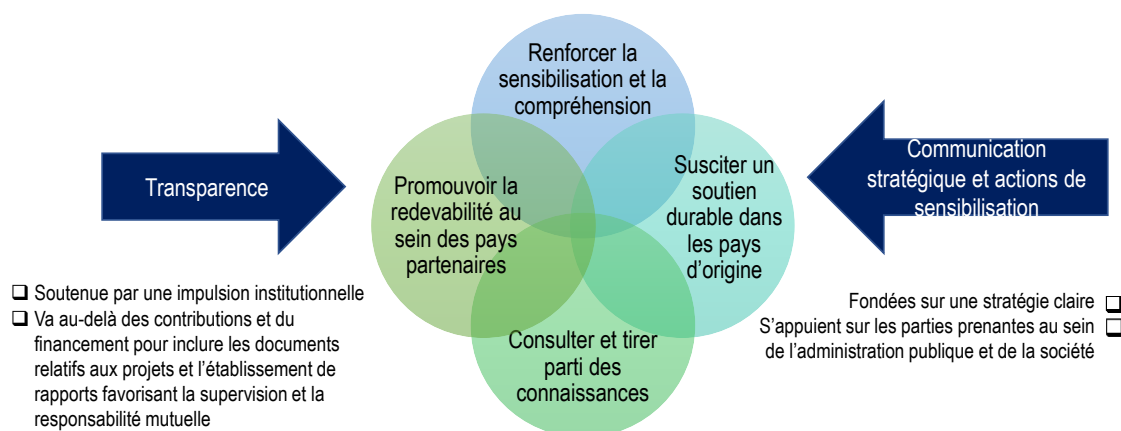 Renforcer la
sensibilisation et la
compréhension
Transparence
Promouvoir la
redevabilité au
sein des pays
partenaires
Susciter un
soutien
durable dans
les pays
d'origine
Communication
stratégique et actions de
sensibilisation
Consulter et tirer
parti des
connaissances
❑ Soutenue par une impulsion institutionnelle
❑ Va au-delà des contributions et du
financement pour inclure les documents
relatifs aux projets et l'établissement de
rapports favorisant la supervision et la
responsabilité mutuelle
Fondées sur une stratégie claire ❑
S'appuient sur les parties prenantes au sein ❑
de l'administration publique et de la société